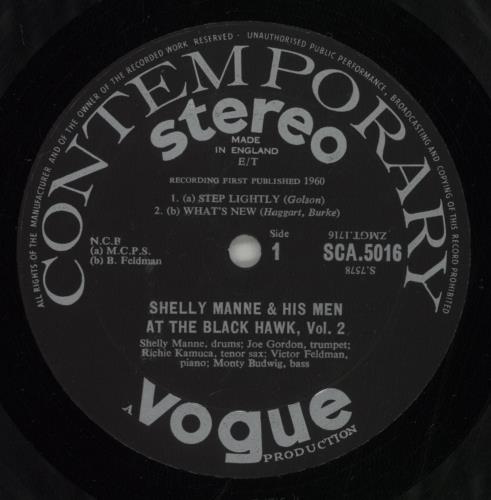 ALL RIGHTS OF THE MANUFACTURER AND OF THE OWNER OF THE RECORDED WORK RESERVED - UNAUTHORISED PUBLIC PERFORMANCE, BROADCASTING AND COPYING OF THIS RECORD PROHIBITED
CONTEMPORARY
stereo
MADE
IN ENGLAND
E/T
RECORDING FIRST PUBLISHED 1960
1. (a) STEP LIGHTLY (Golson)
2. (b) WHAT'S NEW (Haggart, Burke)
N.C.B
(a) M.C.P.S.
(b) B. Feldman
Side
1
ZMGT.1116
SCA.5016
S.7578
SHELLY MANNE & HIS MEN
AT THE BLACK HAWK, Vol. 2
Shelly Manne, drums; Joe Gordon, trumpet;
Richie Kamuca, tenor sax; Victor Feldman,
piano; Monty Budwig, bass
A
vogue
PRODUCTION